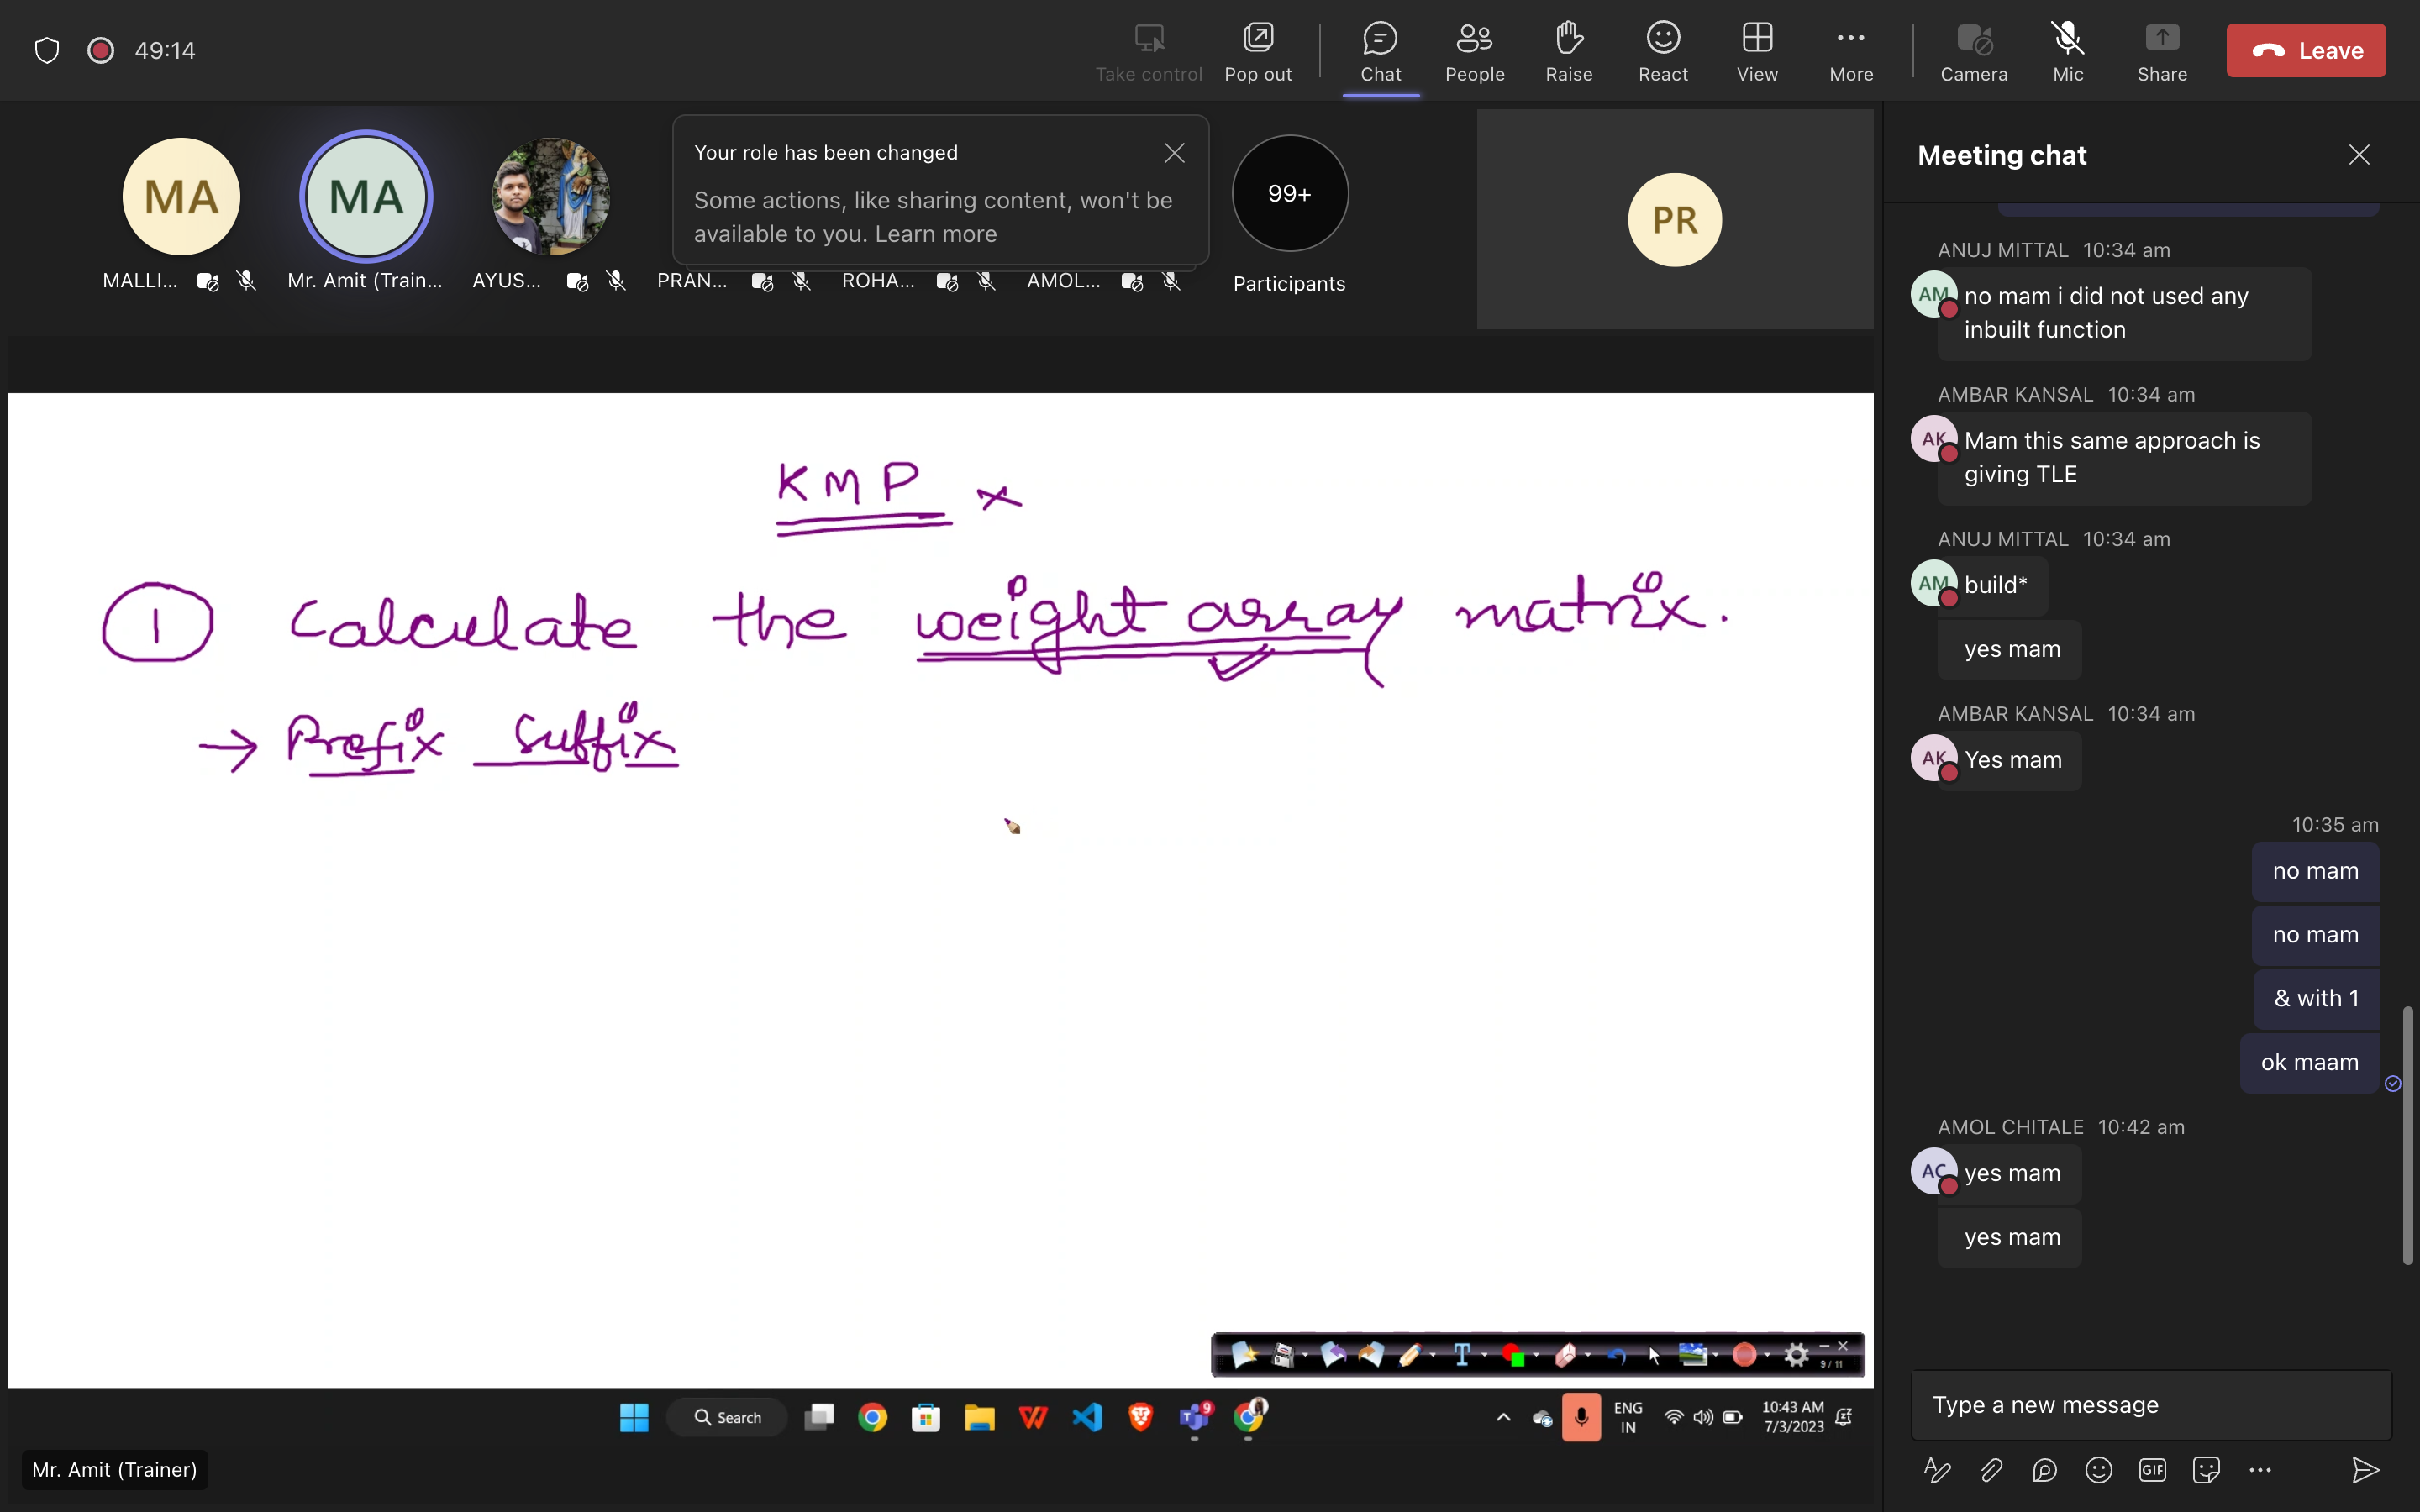 49:14
Take control
Pop out
Chat
People
Raise
React
View
More
Camera
Mic
Share
Leave
MA
MA
Your role has been changed
Some actions, like sharing content, won't be
available to you. Learn more
99+
PR
MALLI...
Mr. Amit (Train...
AYUS...
PRAN...
ROHA...
AMOL...
Participants
KMP
1 Calculate the weight array matrix.
→ Prefix Suffix
9 / 11
Search
9
ENG
IN
10:43 AM
7/3/2023
Mr. Amit (Trainer)
Meeting chat
ANUJ MITTAL 10:34 am
AM
no mam i did not used any
inbuilt function
AMBAR KANSAL 10:34 am
AK
Mam this same approach is
giving TLE
ANUJ MITTAL 10:34 am
AM
build*
yes mam
AMBAR KANSAL 10:34 am
AK
Yes mam
10:35 am
no mam
no mam
& with 1
ok maam
AMOL CHITALE 10:42 am
AC
yes mam
yes mam
Type a new message
GIF